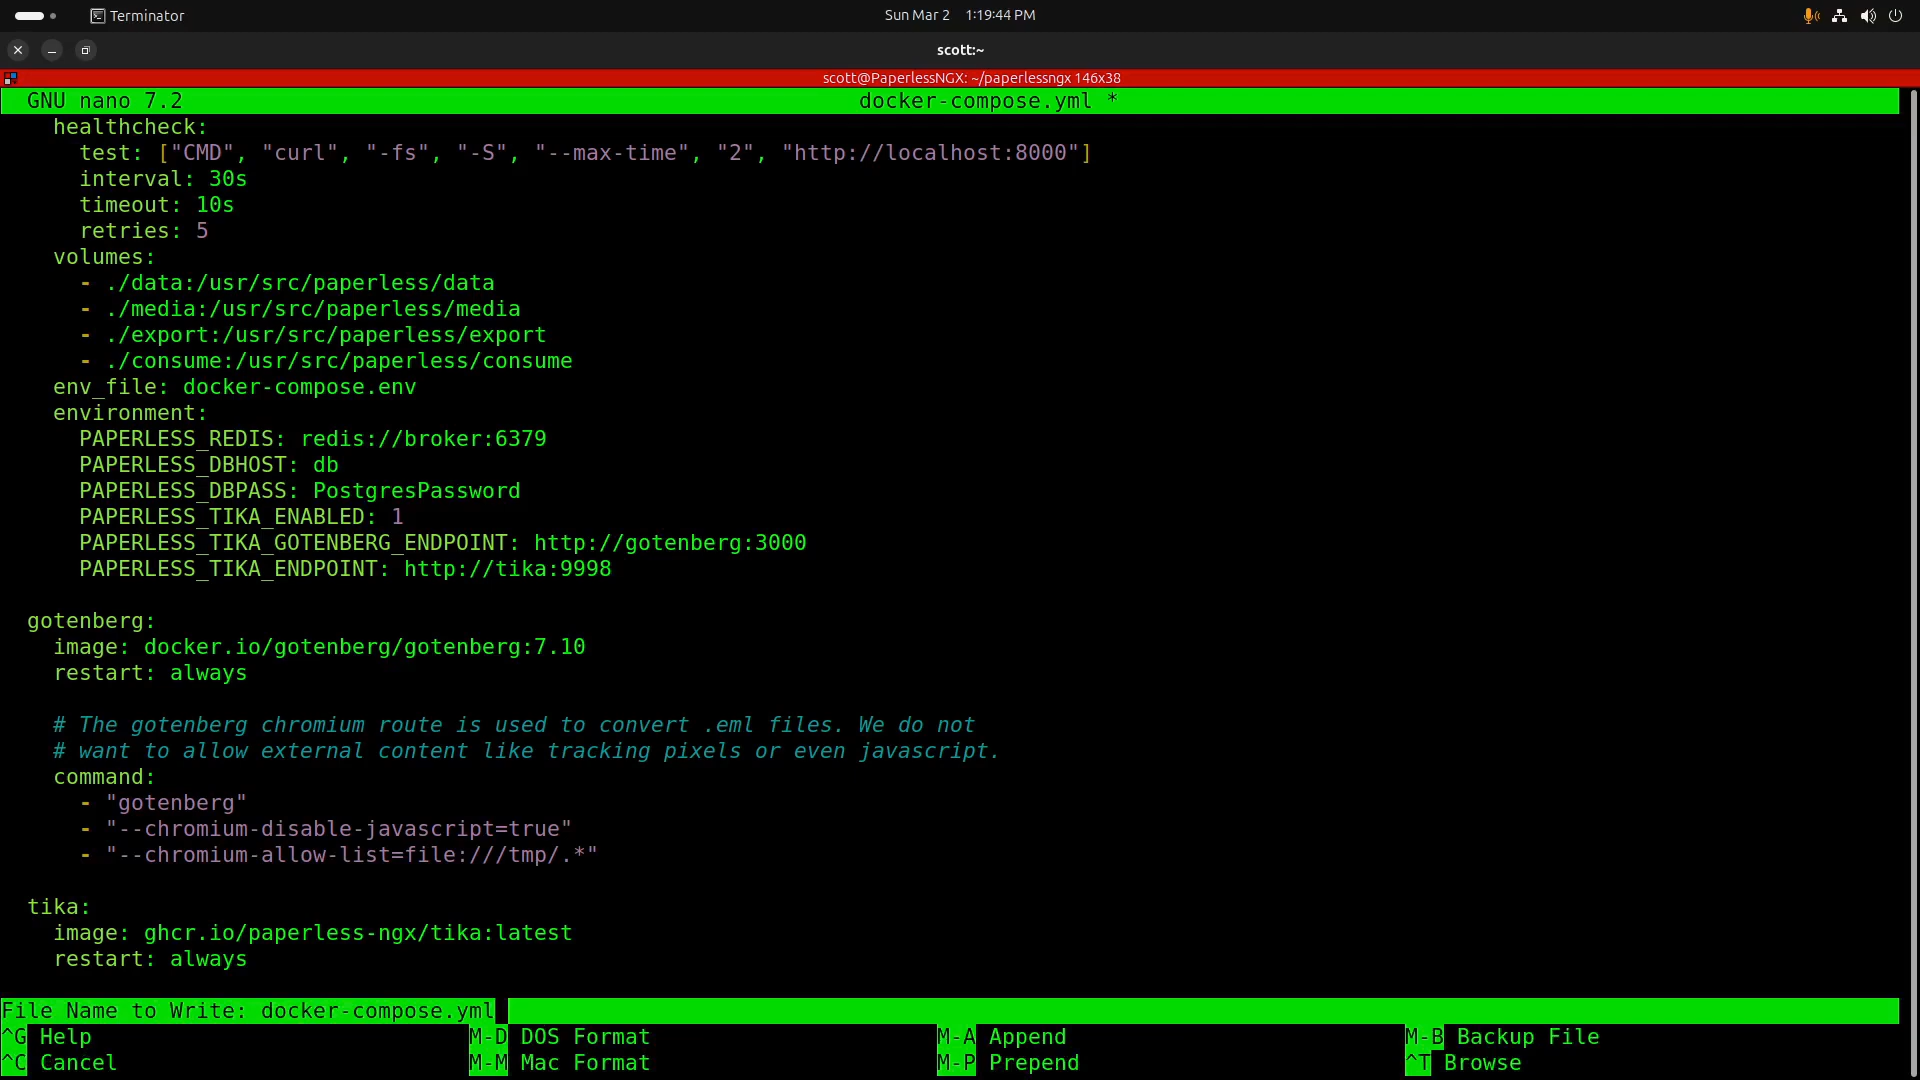 Terminator
Sun Mar 2 1:19:44 PM
scott:~
scott@PaperlessNGX: ~/paperlessngx 146x38
GNU nano 7.2 docker-compose.yml *
healthcheck:
test: ["CMD", "curl", "-fs", "-S", "--max-time", "2", "http://localhost:8000"]
interval: 30s
timeout: 10s
retries: 5
volumes:
- ./data:/usr/src/paperless/data
- ./media:/usr/src/paperless/media
- ./export:/usr/src/paperless/export
- ./consume:/usr/src/paperless/consume
env_file: docker-compose.env
environment:
PAPERLESS_REDIS: redis://broker:6379
PAPERLESS_DBHOST: db
PAPERLESS_DBPASS: PostgresPassword
PAPERLESS_TIKA_ENABLED: 1
PAPERLESS_TIKA_GOTENBERG_ENDPOINT: http://gotenberg:3000
PAPERLESS_TIKA_ENDPOINT: http://tika:9998
gotenberg:
image: docker.io/gotenberg/gotenberg:7.10
restart: always
# The gotenberg chromium route is used to convert .eml files. We do not
# want to allow external content like tracking pixels or even javascript.
command:
- "gotenberg"
- "--chromium-disable-javascript=true"
- "--chromium-allow-list=file:///tmp/.*"
tika:
image: ghcr.io/paperless-ngx/tika:latest
restart: always
File Name to Write: docker-compose.yml
^G Help M-D DOS Format M-A Append M-B Backup File
^C Cancel M-M Mac Format M-P Prepend ^T Browse